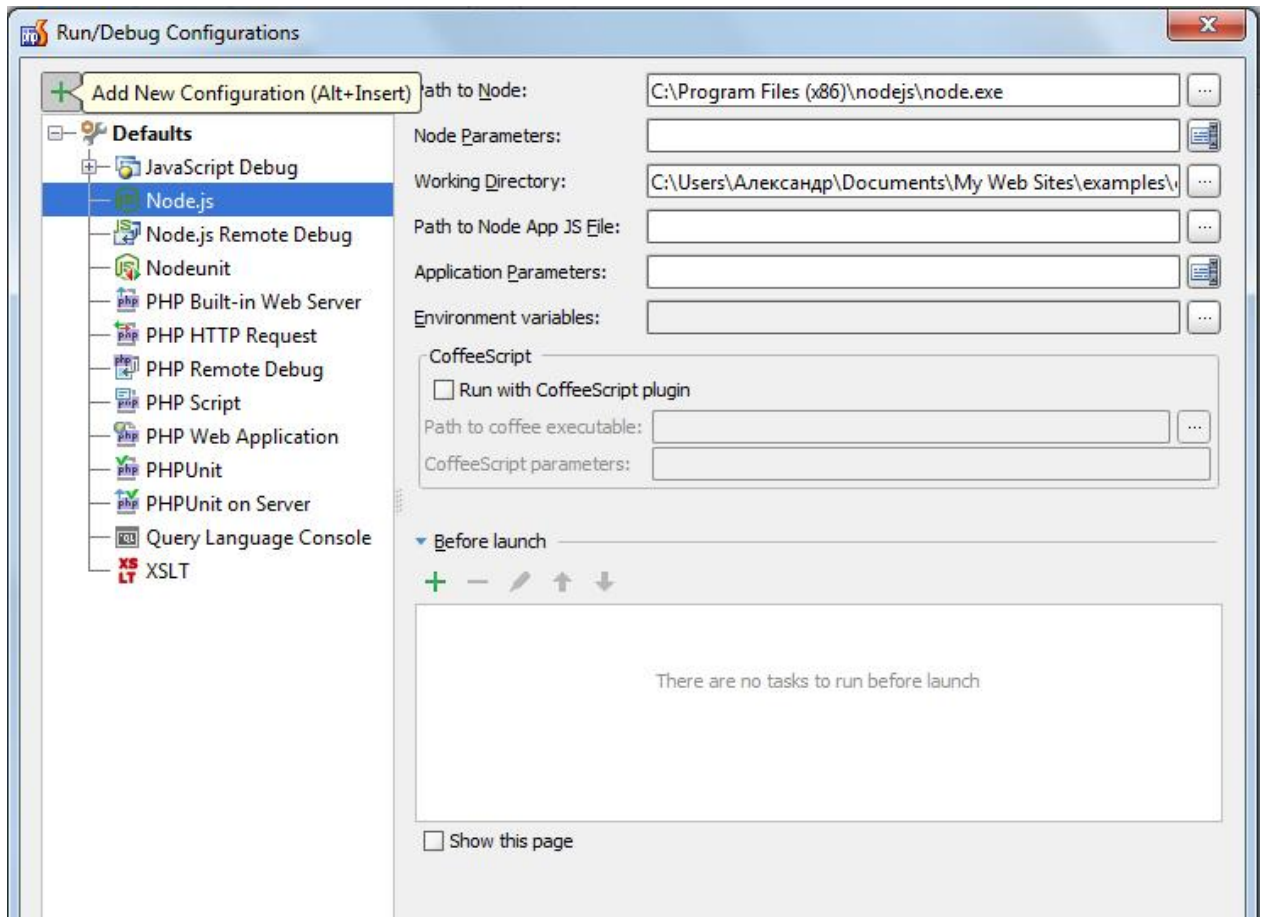 Run/Debug Configurations
Add New Configuration (Alt+Insert)
Defaults
JavaScript Debug
Node.js
Node.js Remote Debug
Nodeunit
PHP Built-in Web Server
PHP HTTP Request
PHP Remote Debug
PHP Script
PHP Web Application
PHPUnit
PHPUnit on Server
Query Language Console
XSLT
ath to Node: C:\Program Files (x86)\nodejs\node.exe
Node Parameters:
Working Directory: C:\Users\Александр\Documents\My Web Sites\examples\
Path to Node App JS File:
Application Parameters:
Environment variables:
CoffeeScript
Run with CoffeeScript plugin
Path to coffee executable:
CoffeeScript parameters:
Before launch
There are no tasks to run before launch
Show this page